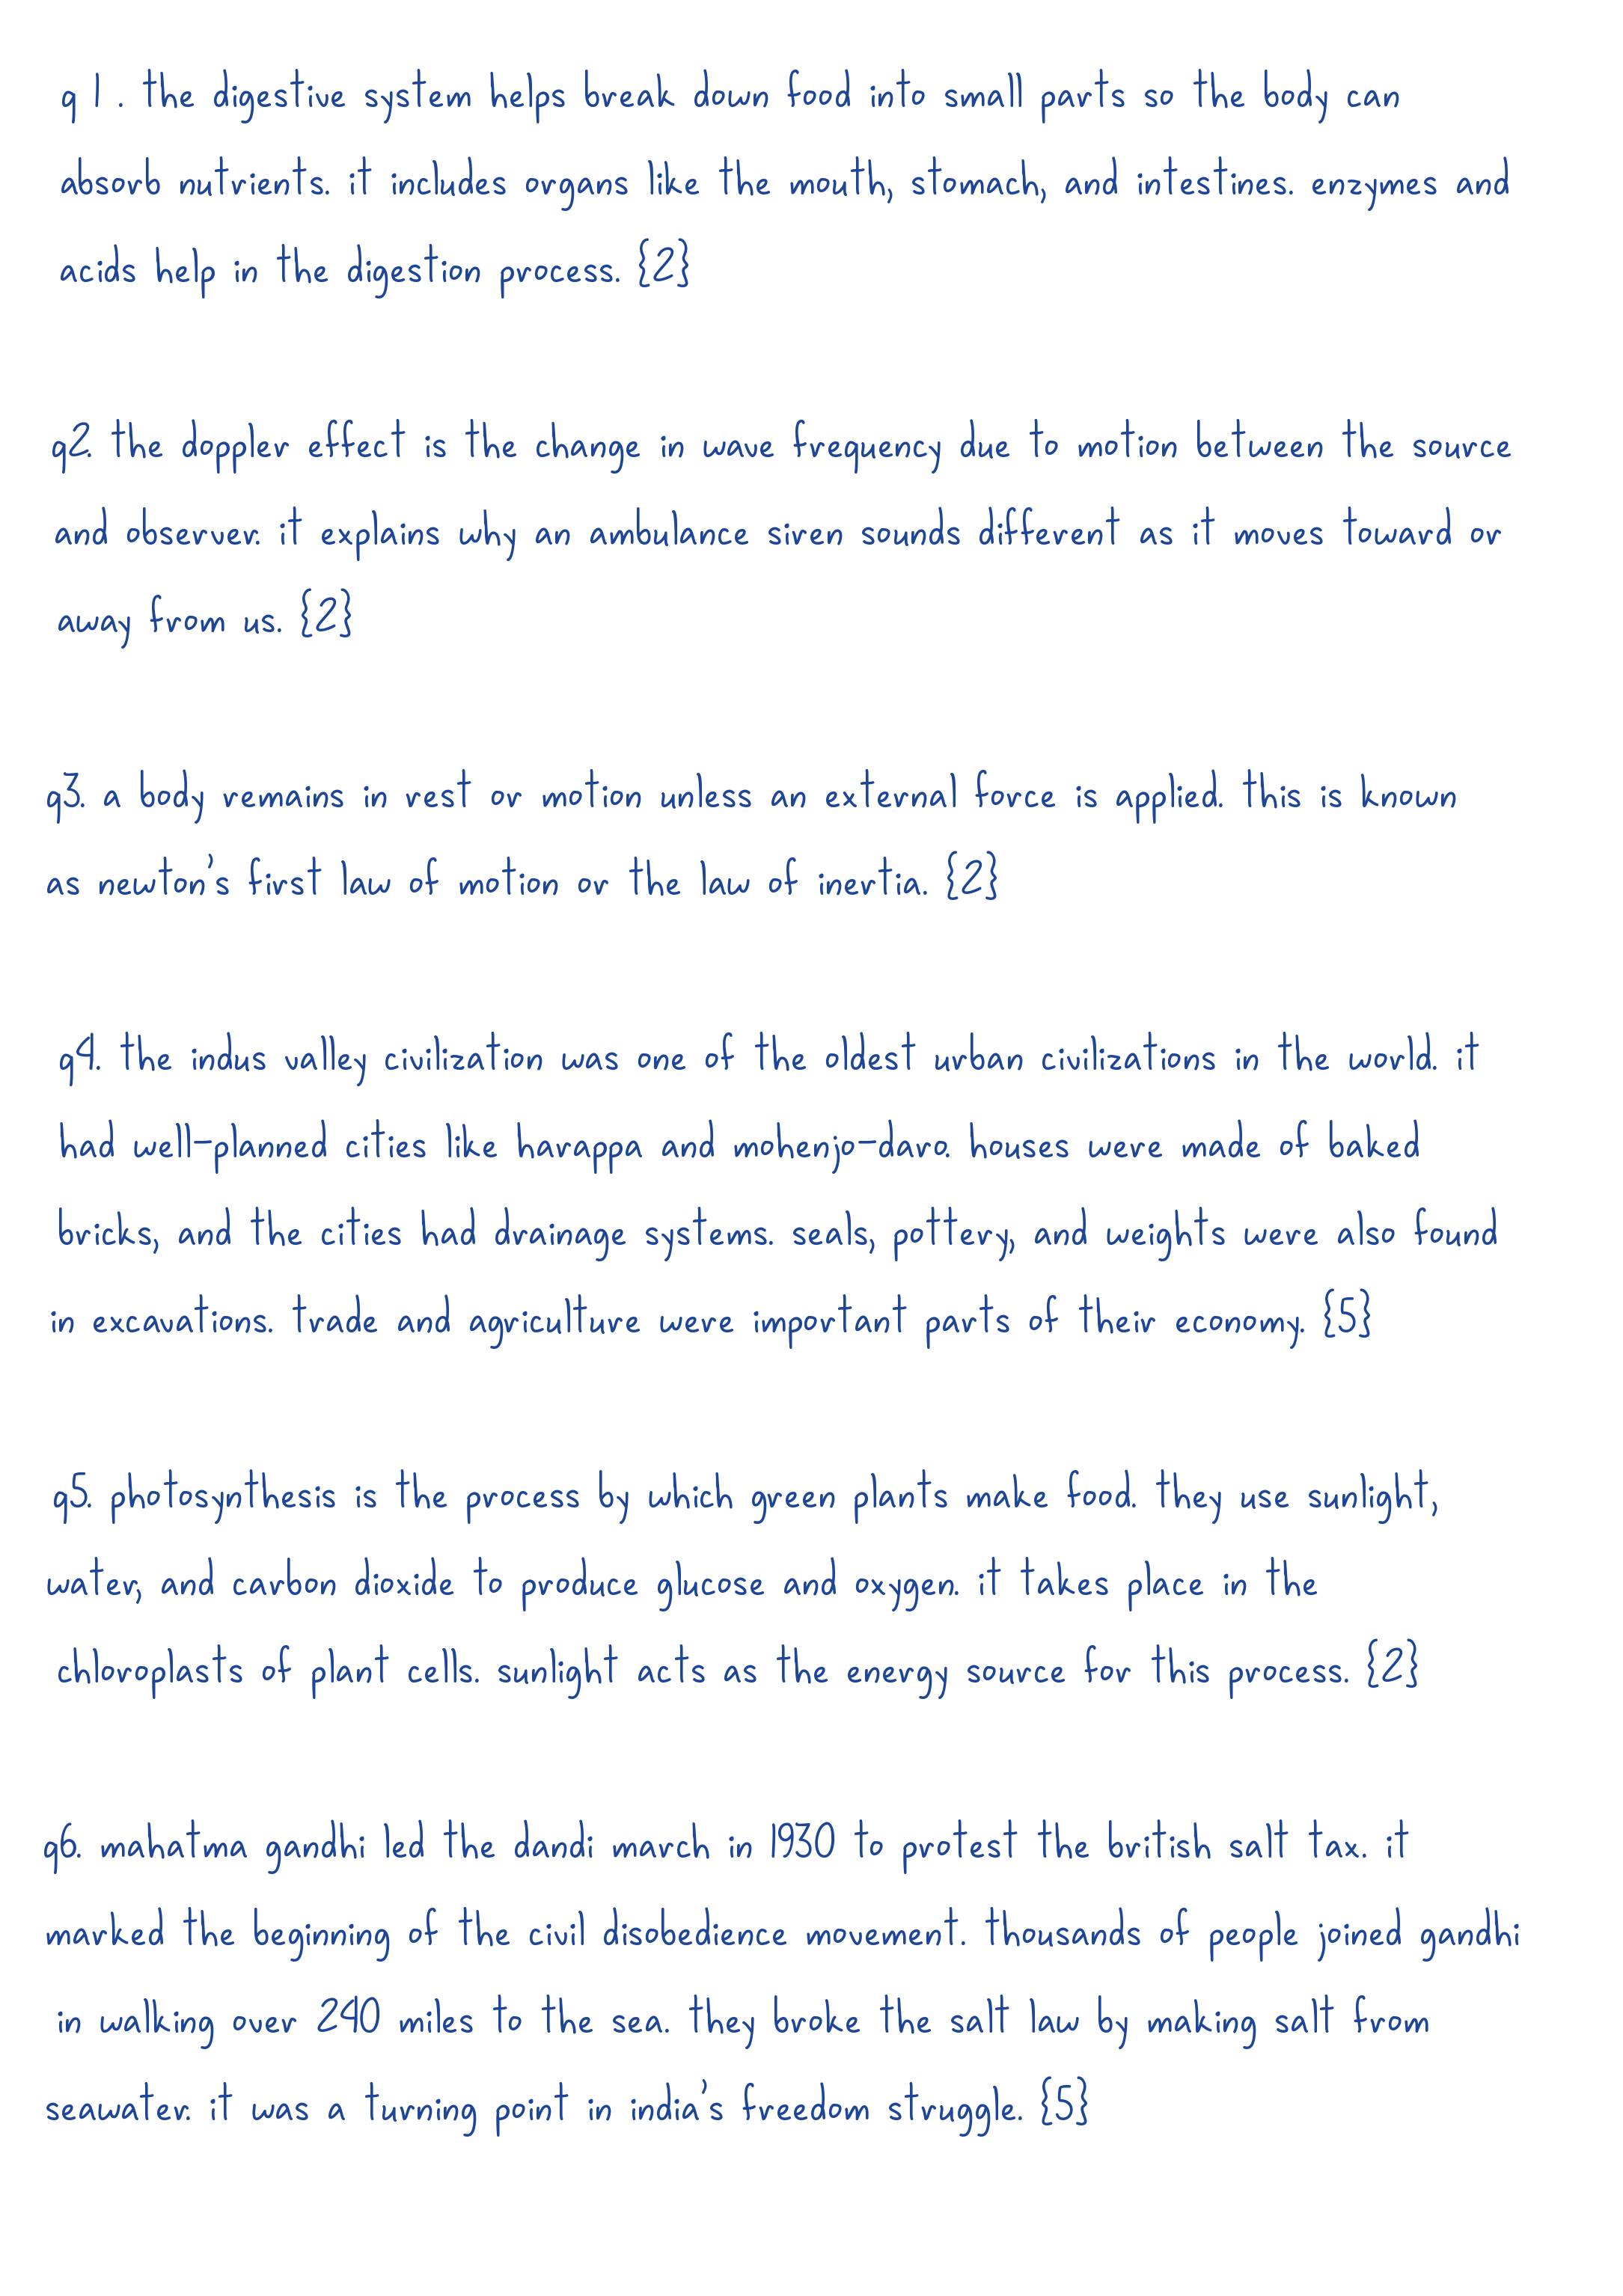 q1. the digestive system helps break down food into small parts so the body can
absorb nutrients. it includes organs like the mouth, stomach, and intestines. enzymes and
acids help in the digestion process. {2}
q2. the doppler effect is the change in wave frequency due to motion between the source
and observer. it explains why an ambulance siren sounds different as it moves toward or
away from us. {2}
q3. a body remains in rest or motion unless an external force is applied. this is known
as newton's first law of motion or the law of inertia. {2}
q4. the indus valley civilization was one of the oldest urban civilizations in the world. it
had well-planned cities like harappa and mohenjo-daro. houses were made of baked
bricks, and the cities had drainage systems. seals, pottery, and weights were also found
in excavations. trade and agriculture were important parts of their economy. {5}
q5. photosynthesis is the process by which green plants make food. they use sunlight,
water, and carbon dioxide to produce glucose and oxygen. it takes place in the
chloroplasts of plant cells. sunlight acts as the energy source for this process. {2}
q6. mahatma gandhi led the dandi march in 1930 to protest the british salt tax. it
marked the beginning of the civil disobedience movement. thousands of people joined gandhi
in walking over 240 miles to the sea. they broke the salt law by making salt from
seawater. it was a turning point in india's freedom struggle. {5}